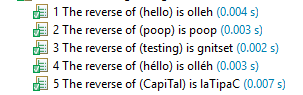 1 The reverse of (hello) is olleh (0.004 s)
2 The reverse of (poop) is poop (0.003 s)
3 The reverse of (testing) is gnitset (0.002 s)
4 The reverse of (héllo) is olléh (0.003 s)
5 The reverse of (CapiTal) is laTipaC (0.007 s)